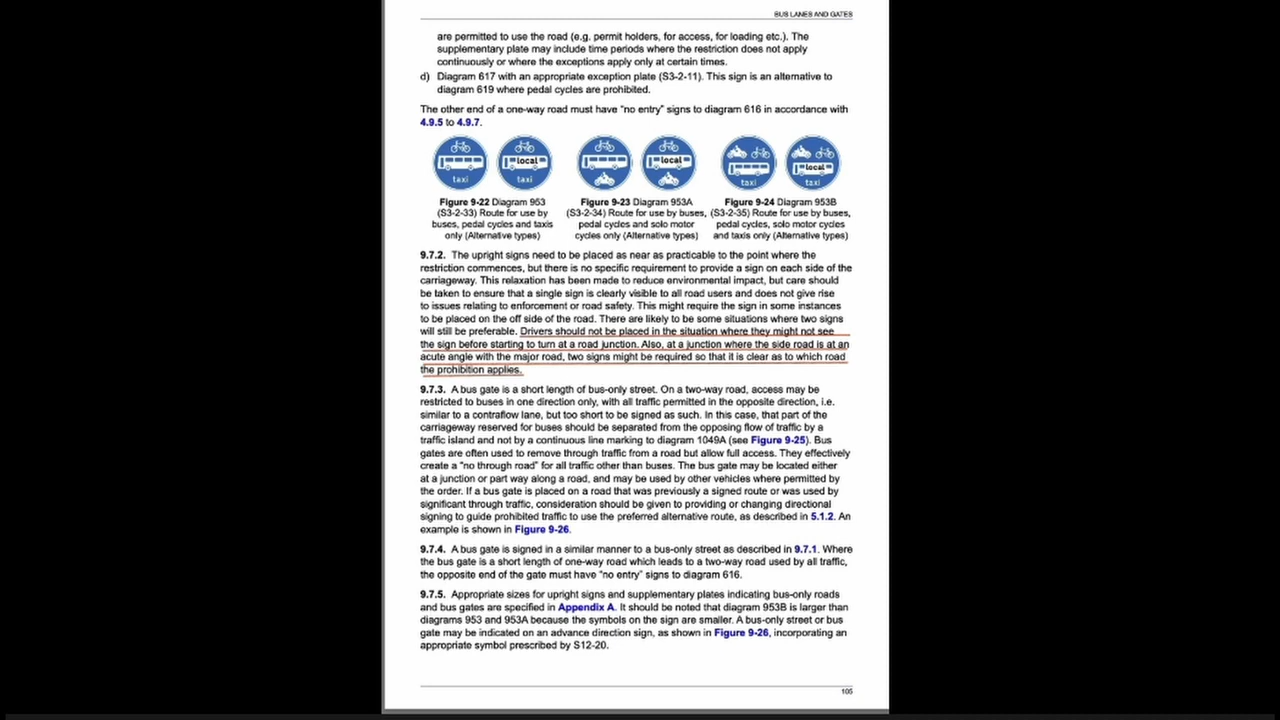 BUS LANES AND GATES
are permitted to use the road (e.g. permit holders, for access, for loading etc.). The
supplementary plate may include time periods where the restriction does not apply
continuously or where the exceptions apply only at certain times.
d) Diagram 617 with an appropriate exception plate (S3-2-11). This sign is an alternative to
diagram 619 where pedal cycles are prohibited.
The other end of a one-way road must have “no entry” signs to diagram 616 in accordance with
4.9.5 to 4.9.7.
taxi
local
taxi
local
taxi
local
taxi
Figure 9-22 Diagram 953
(S3-2-33) Route for use by
buses, pedal cycles and taxis
only (Alternative types)
Figure 9-23 Diagram 953A
(S3-2-34) Route for use by buses,
pedal cycles and solo motor
cycles only (Alternative types)
Figure 9-24 Diagram 953B
(S3-2-35) Route for use by buses,
pedal cycles, solo motor cycles
and taxis only (Alternative types)
9.7.2. The upright signs need to be placed as near as practicable to the point where the
restriction commences, but there is no specific requirement to provide a sign on each side of the
carriageway. This relaxation has been made to reduce environmental impact, but care should
be taken to ensure that a single sign is clearly visible to all road users and does not give rise
to issues relating to enforcement or road safety. This might require the sign in some instances
to be placed on the off side of the road. There are likely to be some situations where two signs
will still be preferable. Drivers should not be placed in the situation where they might not see
the sign before starting to turn at a road junction. Also, at a junction where the side road is at an
acute angle with the major road, two signs might be required so that it is clear as to which road
the prohibition applies.
9.7.3. A bus gate is a short length of bus-only street. On a two-way road, access may be
restricted to buses in one direction only, with all traffic permitted in the opposite direction, i.e.
similar to a contraflow lane, but too short to be signed as such. In this case, that part of the
carriageway reserved for buses should be separated from the opposing flow of traffic by a
traffic island and not by a continuous line marking to diagram 1049A (see Figure 9-25). Bus
gates are often used to remove through traffic from a road but allow full access. They effectively
create a “no through road” for all traffic other than buses. The bus gate may be located either
at a junction or part way along a road, and may be used by other vehicles where permitted by
the order. If a bus gate is placed on a road that was previously a signed route or was used by
significant through traffic, consideration should be given to providing or changing directional
signing to guide prohibited traffic to use the preferred alternative route, as described in 5.1.2. An
example is shown in Figure 9-26.
9.7.4. A bus gate is signed in a similar manner to a bus-only street as described in 9.7.1. Where
the bus gate is a short length of one-way road which leads to a two-way road used by all traffic,
the opposite end of the gate must have “no entry” signs to diagram 616.
9.7.5. Appropriate sizes for upright signs and supplementary plates indicating bus-only roads
and bus gates are specified in Appendix A. It should be noted that diagram 953B is larger than
diagrams 953 and 953A because the symbols on the sign are smaller. A bus-only street or bus
gate may be indicated on an advance direction sign, as shown in Figure 9-26, incorporating an
appropriate symbol prescribed by S12-20.
105